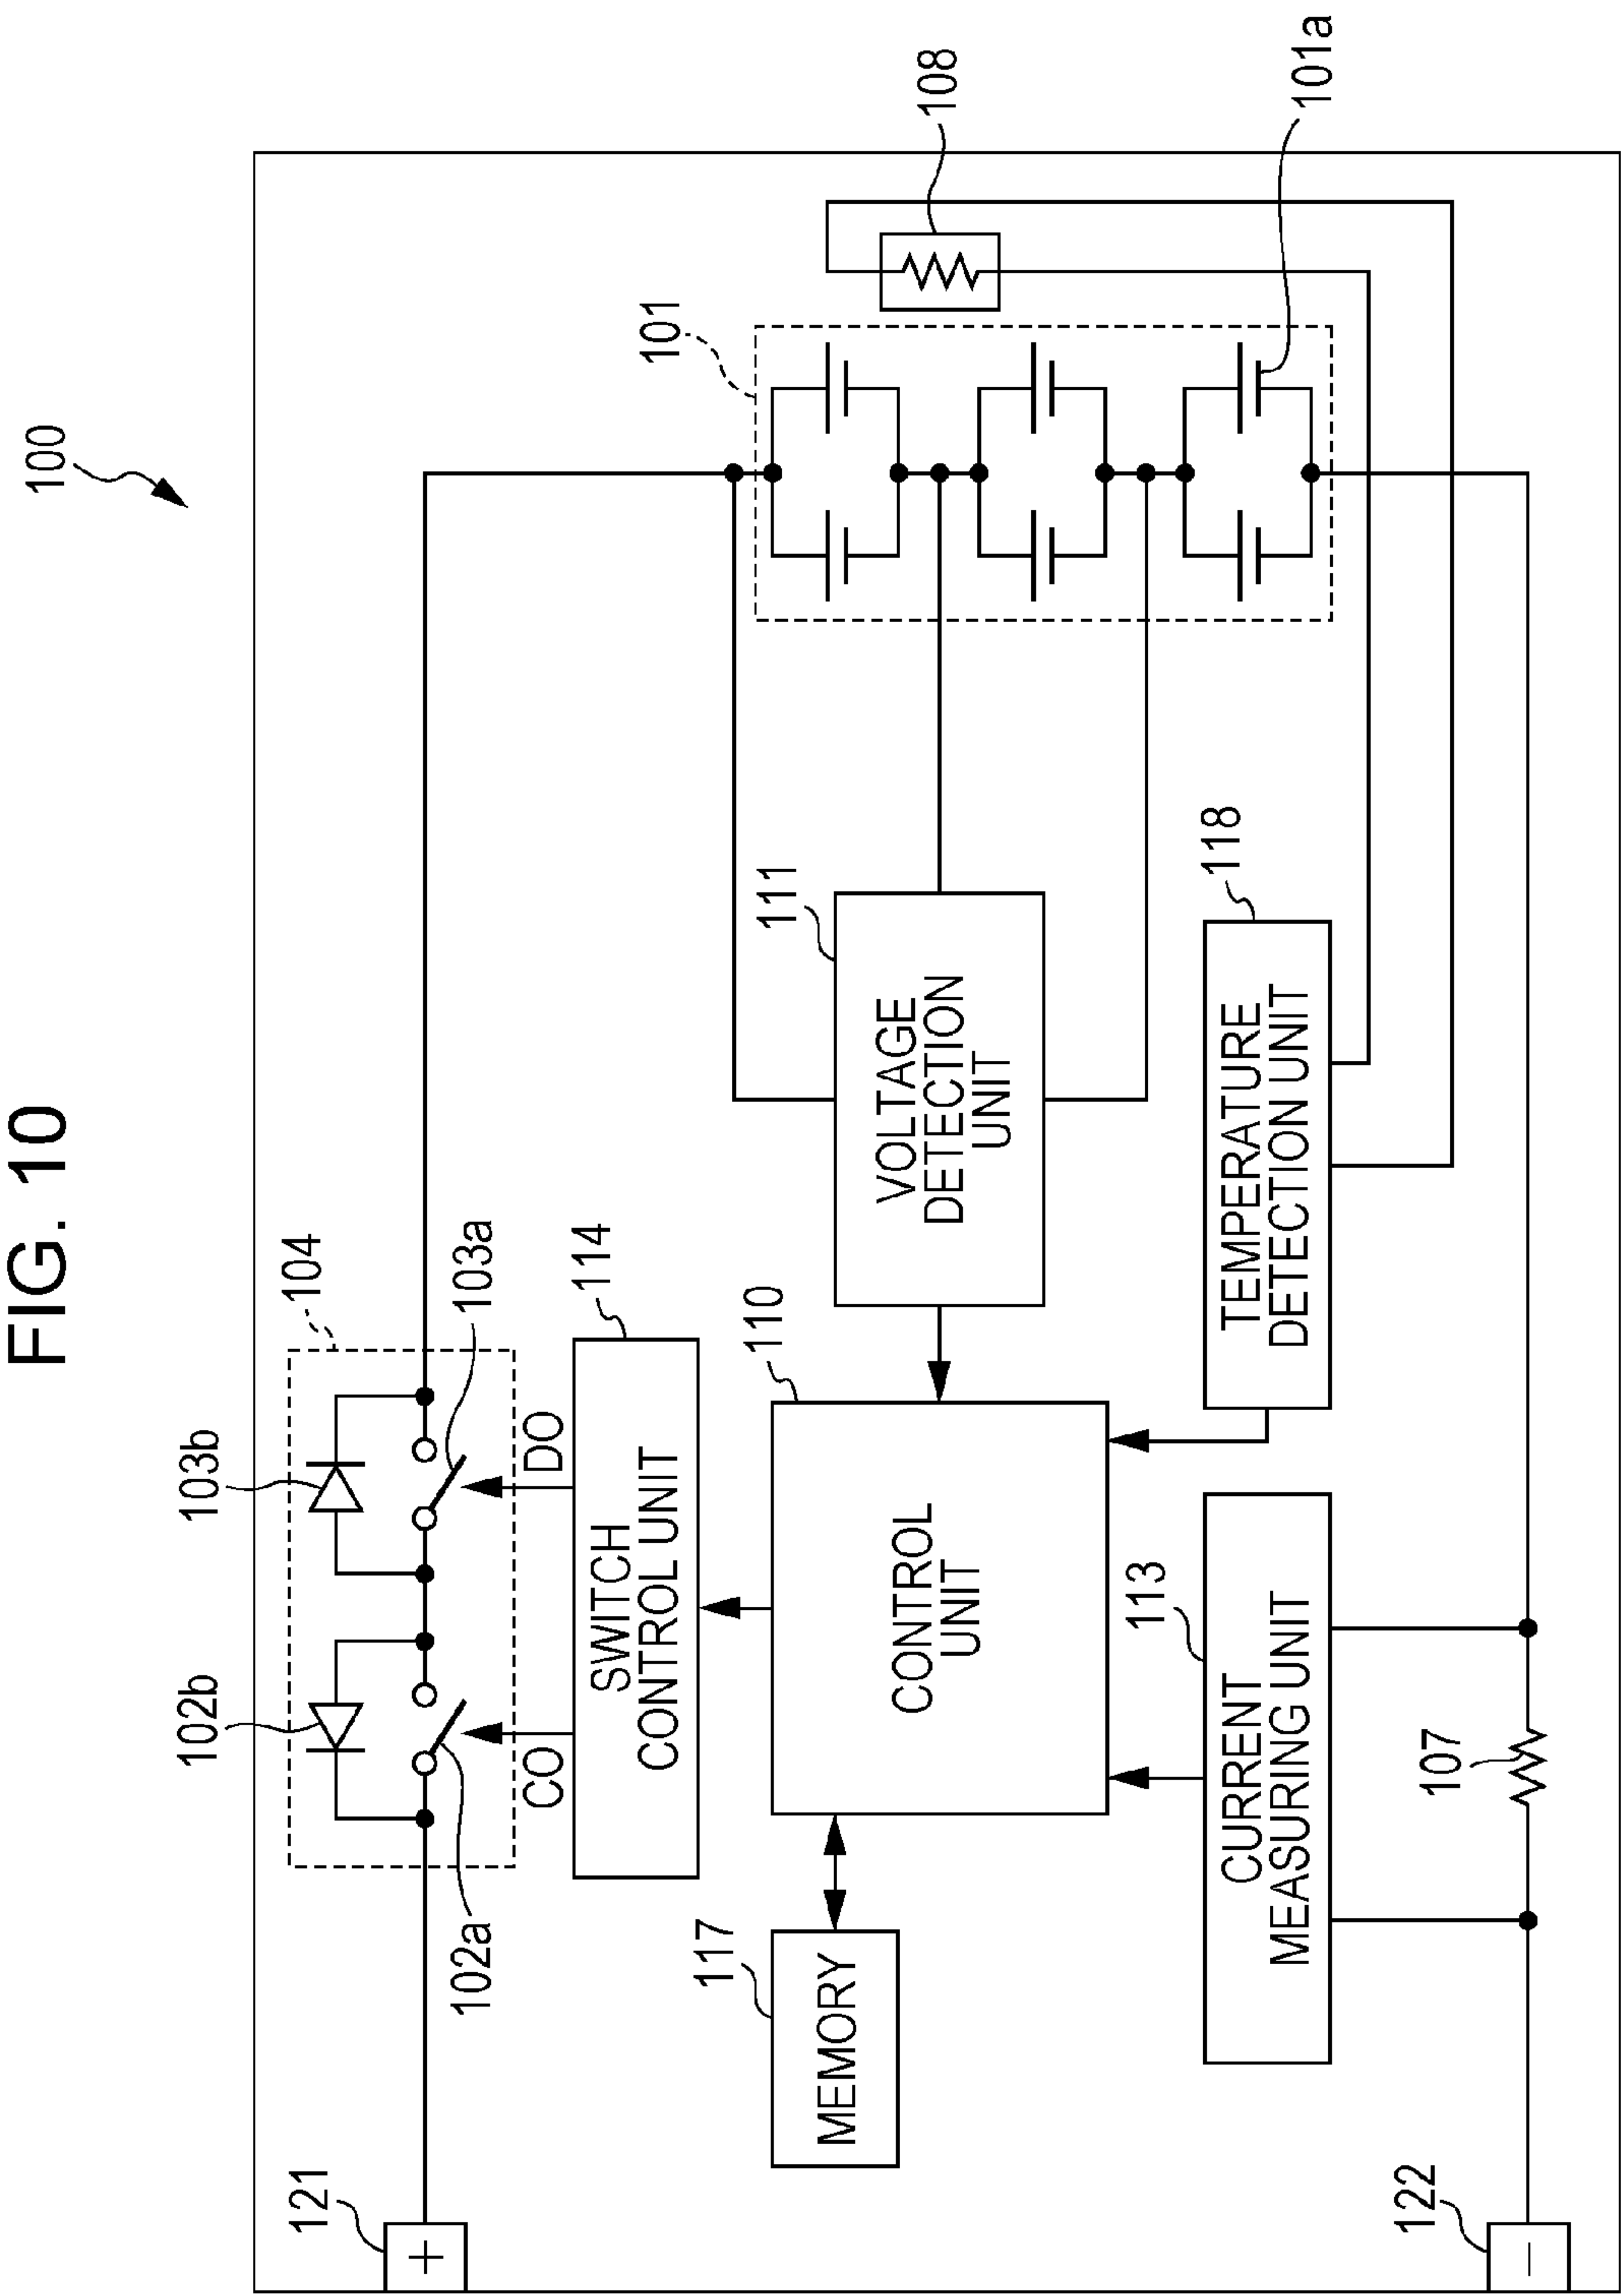 FIG. 10
100
104
103b
102b
103a
102a
DO
CO
114
SWITCH
CONTROL UNIT
121
+
101
108
101a
111
VOLTAGE
DETECTION
UNIT
110
CONTROL
UNIT
117
MEMORY
118
TEMPERATURE
DETECTION UNIT
113
CURRENT
MEASURING UNIT
107
122
−